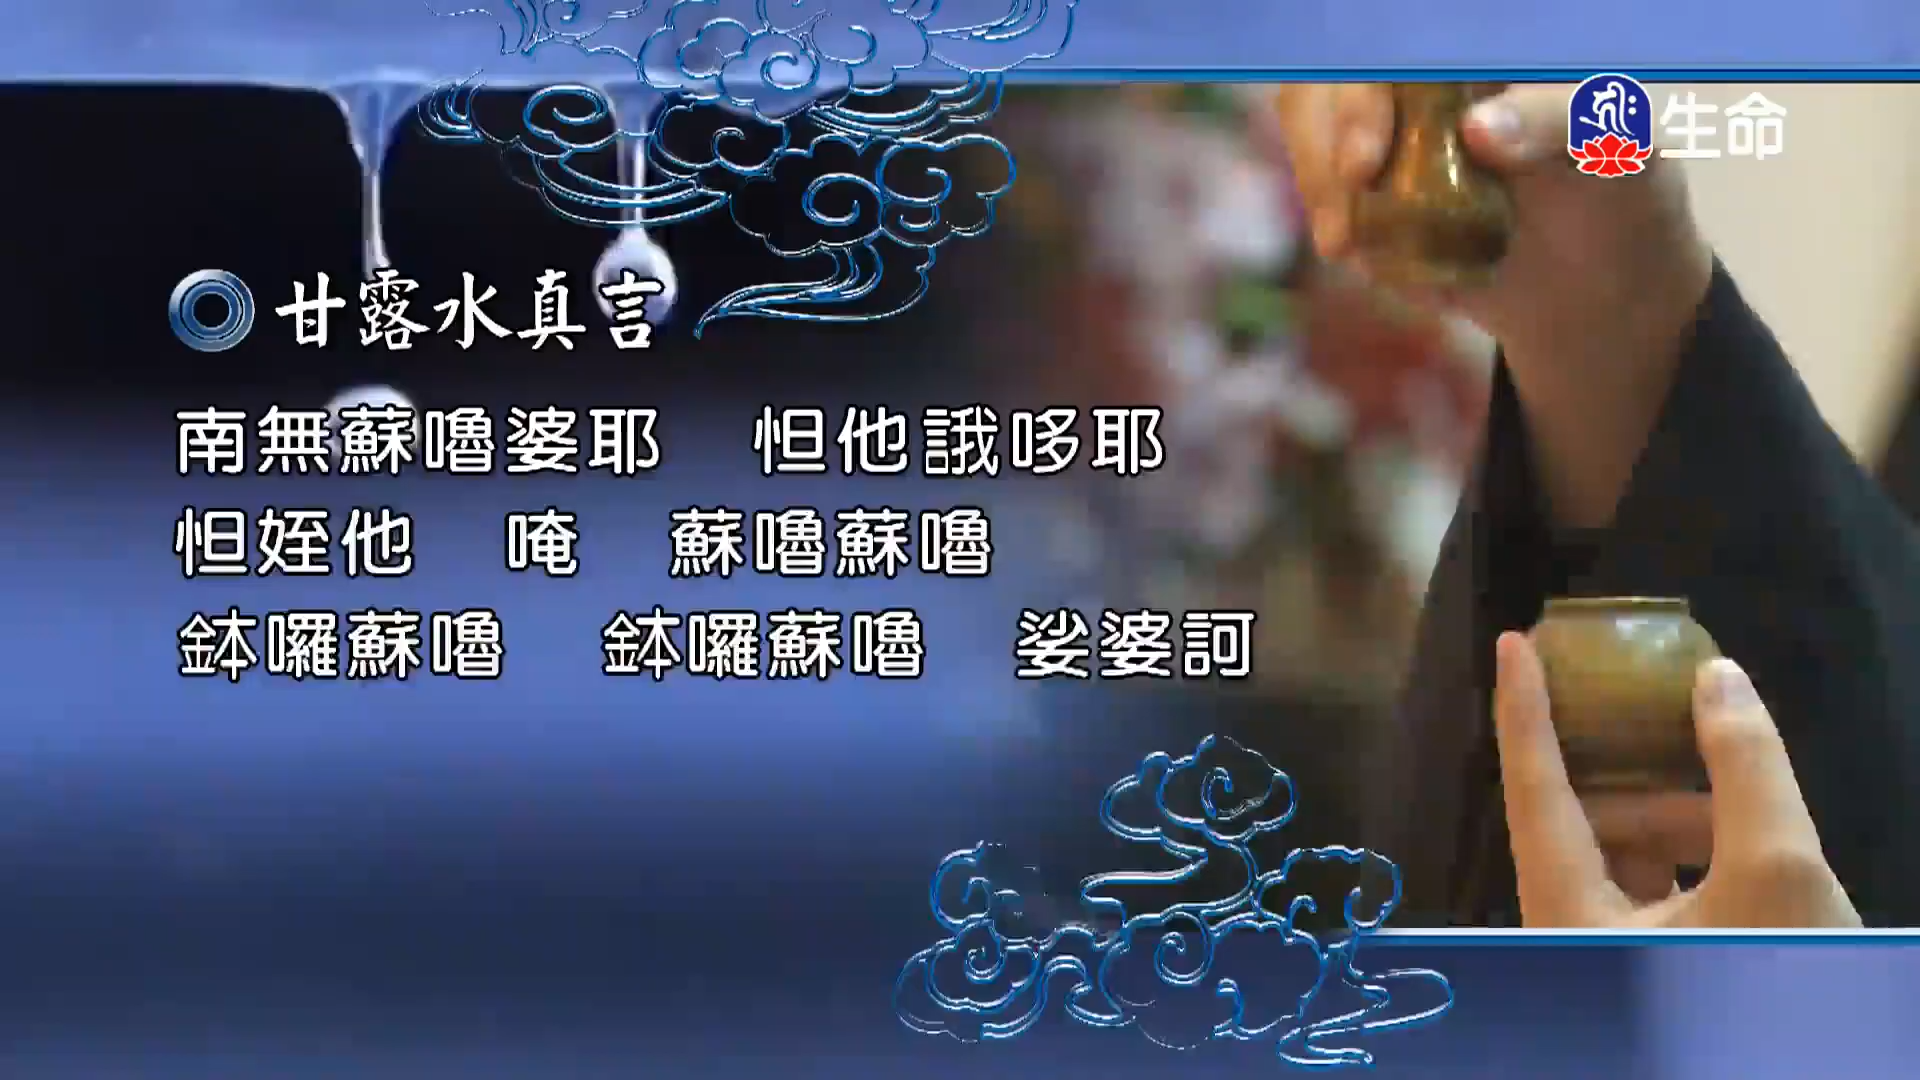 生命
甘露水真言
南無蘇嚕婆耶　怛他誐哆耶
怛姪他　唵　蘇嚕蘇嚕
鉢囉蘇嚕　鉢囉蘇嚕　娑婆訶